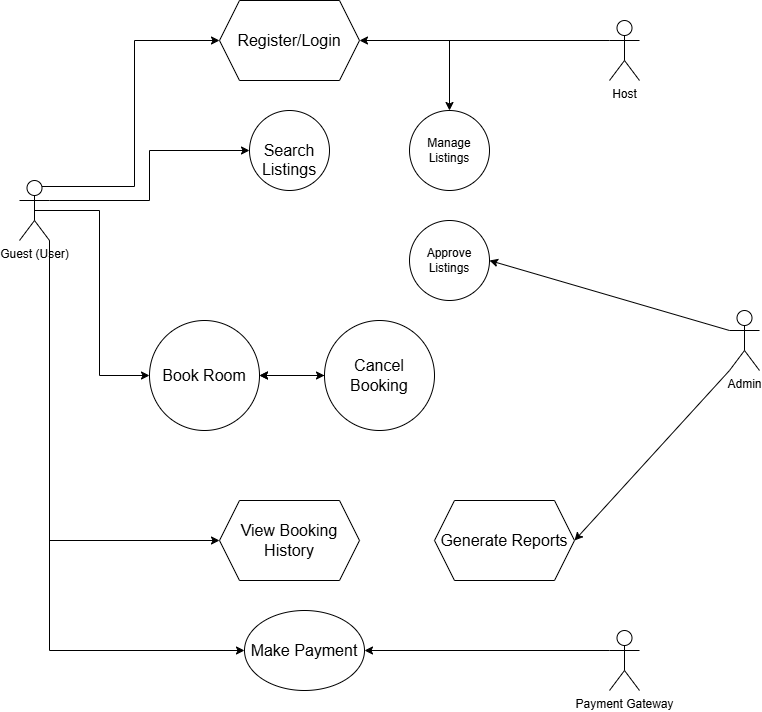 Register/Login
Host
Manage
Listings
Search
Listings
Guest (User)
Approve
Listings
Admin
Book Room
Cancel
Booking
View Booking
History
Generate Reports
Make Payment
Payment Gateway